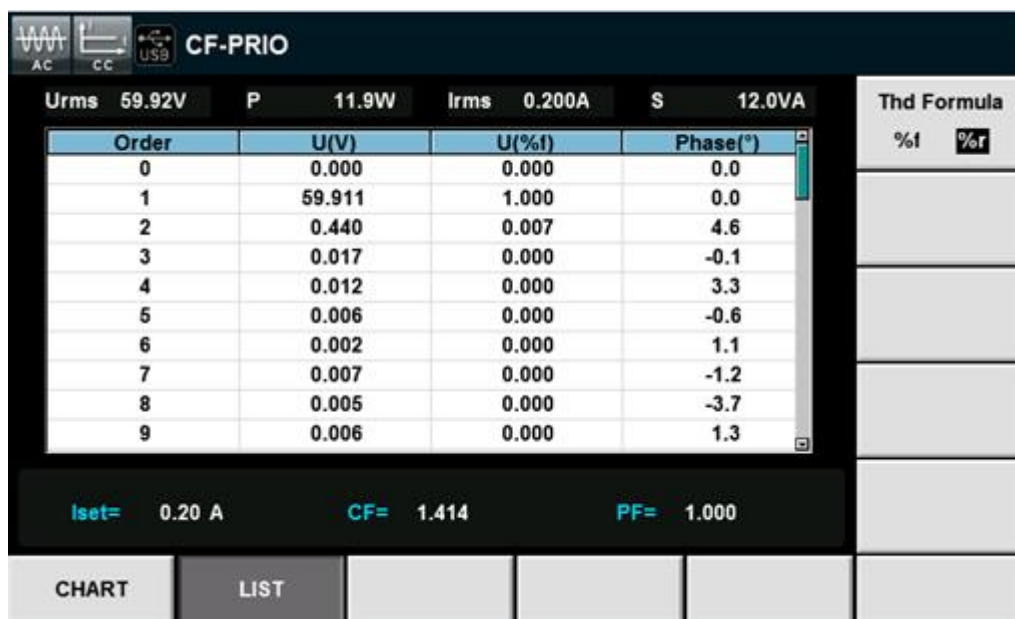 AC CC USB CF-PRIO
Urms 59.92V P 11.9W Irms 0.200A S 12.0VA
Thd Formula
%f %r
Order U(V) U(%f) Phase(°)
0 0.000 0.000 0.0
1 59.911 1.000 0.0
2 0.440 0.007 4.6
3 0.017 0.000 -0.1
4 0.012 0.000 3.3
5 0.006 0.000 -0.6
6 0.002 0.000 1.1
7 0.007 0.000 -1.2
8 0.005 0.000 -3.7
9 0.006 0.000 1.3
Iset= 0.20 A CF= 1.414 PF= 1.000
CHART LIST